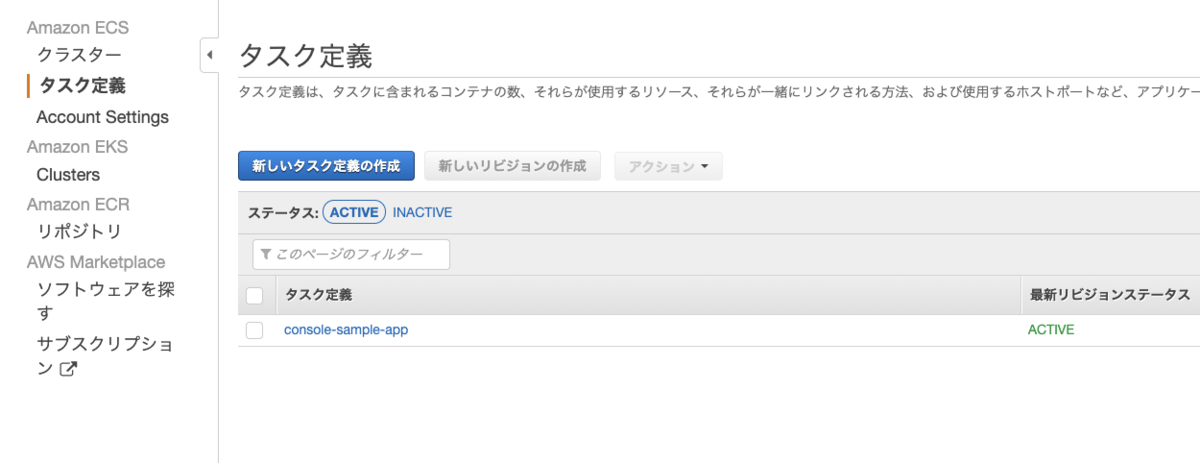 Amazon ECS
クラスター
タスク定義
Account Settings
Amazon EKS
Clusters
Amazon ECR
リポジトリ
AWS Marketplace
ソフトウェアを探
す
サブスクリプショ
ン
タスク定義
タスク定義は、タスクに含まれるコンテナの数、それらが使用するリソース、それらが一緒にリンクされる方法、および使用するホストポートなど、アプリケー
新しいタスク定義の作成 新しいリビジョンの作成 アクション
ステータス: ACTIVE INACTIVE
このページのフィルター
タスク定義 最新リビジョンステータス
console-sample-app ACTIVE